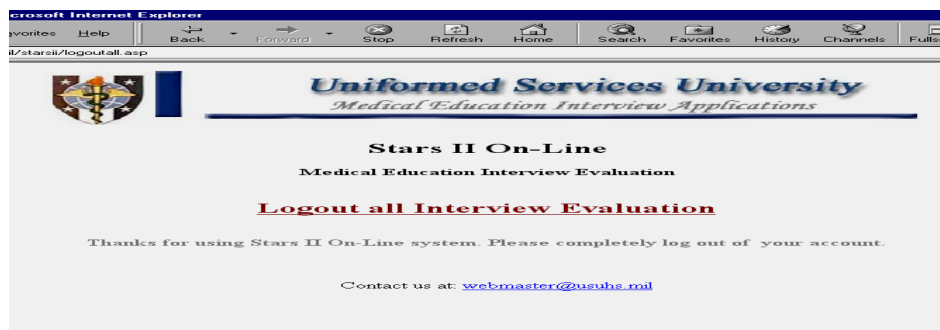 crosoft Internet Explorer
avorites Help Back Forward Stop Refresh Home Search Favorites History Channels Fulls
il/starsii/logoutall.asp
Uniformed Services University
Medical Education Interview Applications
Stars II On-Line
Medical Education Interview Evaluation
Logout all Interview Evaluation
Thanks for using Stars II On-Line system. Please completely log out of your account.
Contact us at: webmaster@usuhs.mil